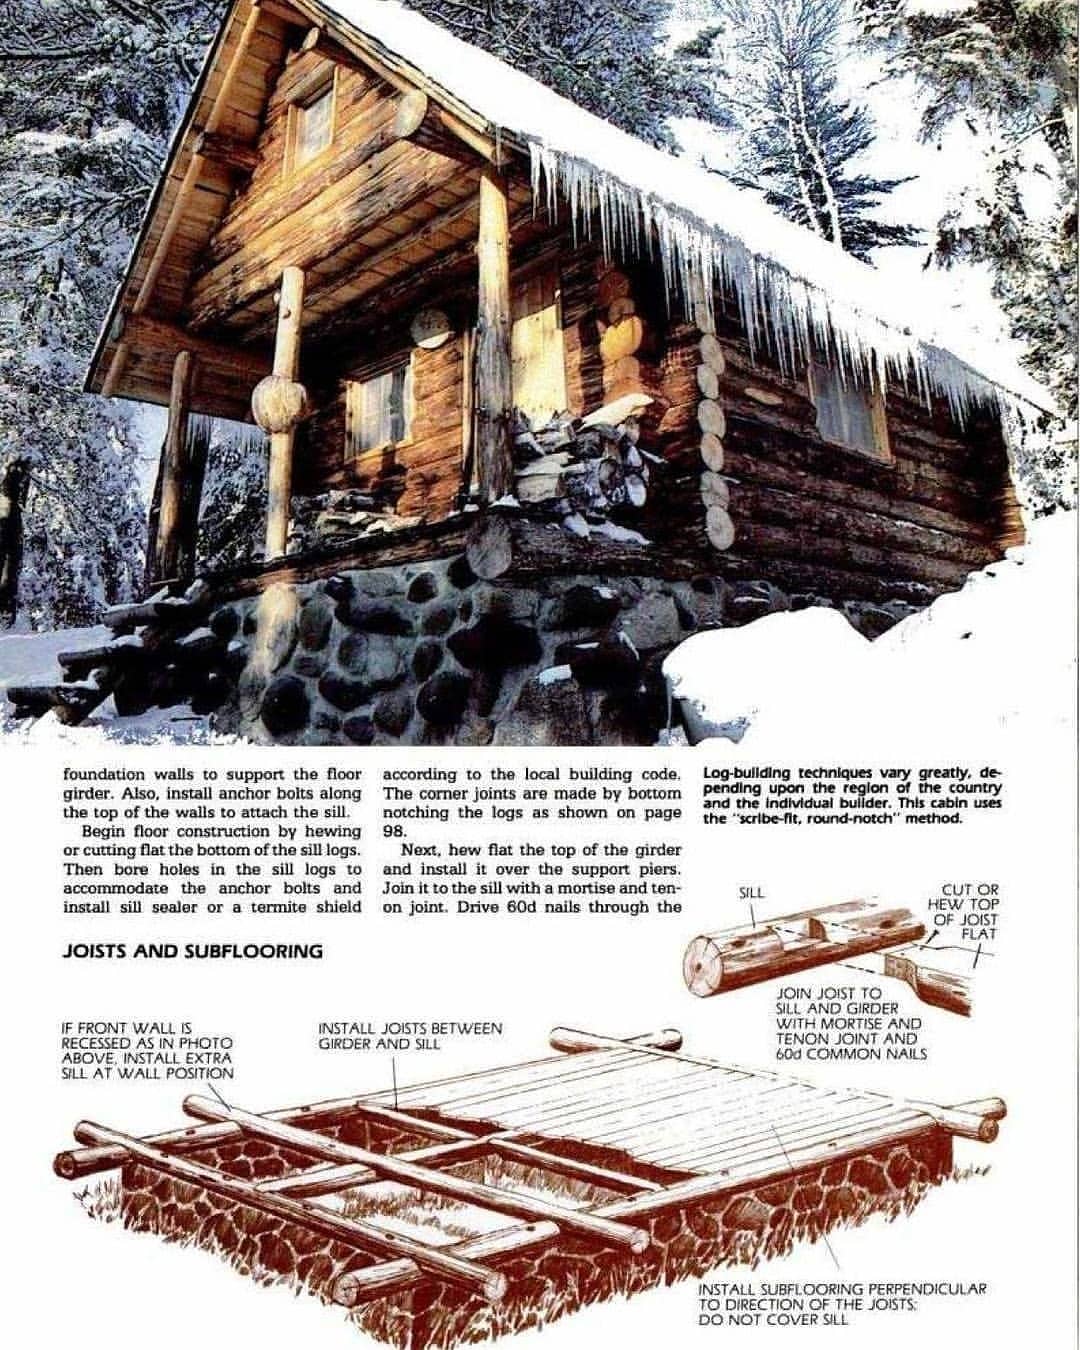 foundation walls to support the floor
girder. Also, install anchor bolts along
the top of the walls to attach the sill.
Begin floor construction by hewing
or cutting flat the bottom of the sill logs.
Then bore holes in the sill logs to
accommodate the anchor bolts and
install sill sealer or a termite shield
according to the local building code.
The corner joints are made by bottom
notching the logs as shown on page
98.
Next, hew flat the top of the girder
and install it over the support piers.
Join it to the sill with a mortise and ten-
on joint. Drive 60d nails through the
Log-building techniques vary greatly, de-
pending upon the region of the country
and the individual builder. This cabin uses
the "scribe-fit, round-notch" method.
JOISTS AND SUBFLOORING
SILL
CUT OR
HEW TOP
OF JOIST
FLAT
JOIN JOIST TO
SILL AND GIRDER
WITH MORTISE AND
TENON JOINT AND
60d COMMON NAILS
IF FRONT WALL IS
RECESSED AS IN PHOTO
ABOVE, INSTALL EXTRA
SILL AT WALL POSITION
INSTALL JOISTS BETWEEN
GIRDER AND SILL
INSTALL SUBFLOORING PERPENDICULAR
TO DIRECTION OF THE JOISTS;
DO NOT COVER SILL